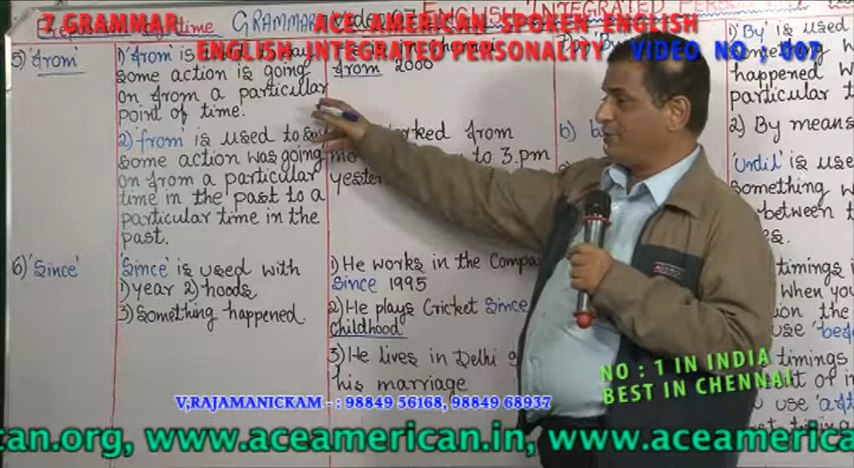 7 GRAMMAR
time
GRAMMAR
ENGLISH INTEGRATED
ACE AMERICAN SPOKEN ENGLISH
ENGLISH INTEGRATED PERSONALITY
VIDEO NO ; 007
5) 'from'
1) 'from' is
some action is going
on from a particular
point of time.
2) 'from' is used to say
some action was going
on from a particular
time in the past to a
particular time in the
past.
from 2000
worked from
to 3.pm
b)
6) 'Since'
'Since' is used with
1) year 2) hoods
3) Something happened.
1) He works in the
Since 1995
2) He plays Cricket Since
childhood
3) He lives in Delhi
his marriage
1) 'By' is used
happened
particular
2) By means
'Until' is
something
between
timings
When you
use
timings
use
NO : 1 IN INDIA
BEST IN CHENNAI
V,RAJAMANICKAM - : 98849 56168, 98849 68937
can.org, www.aceamerican.in, www.aceamerican